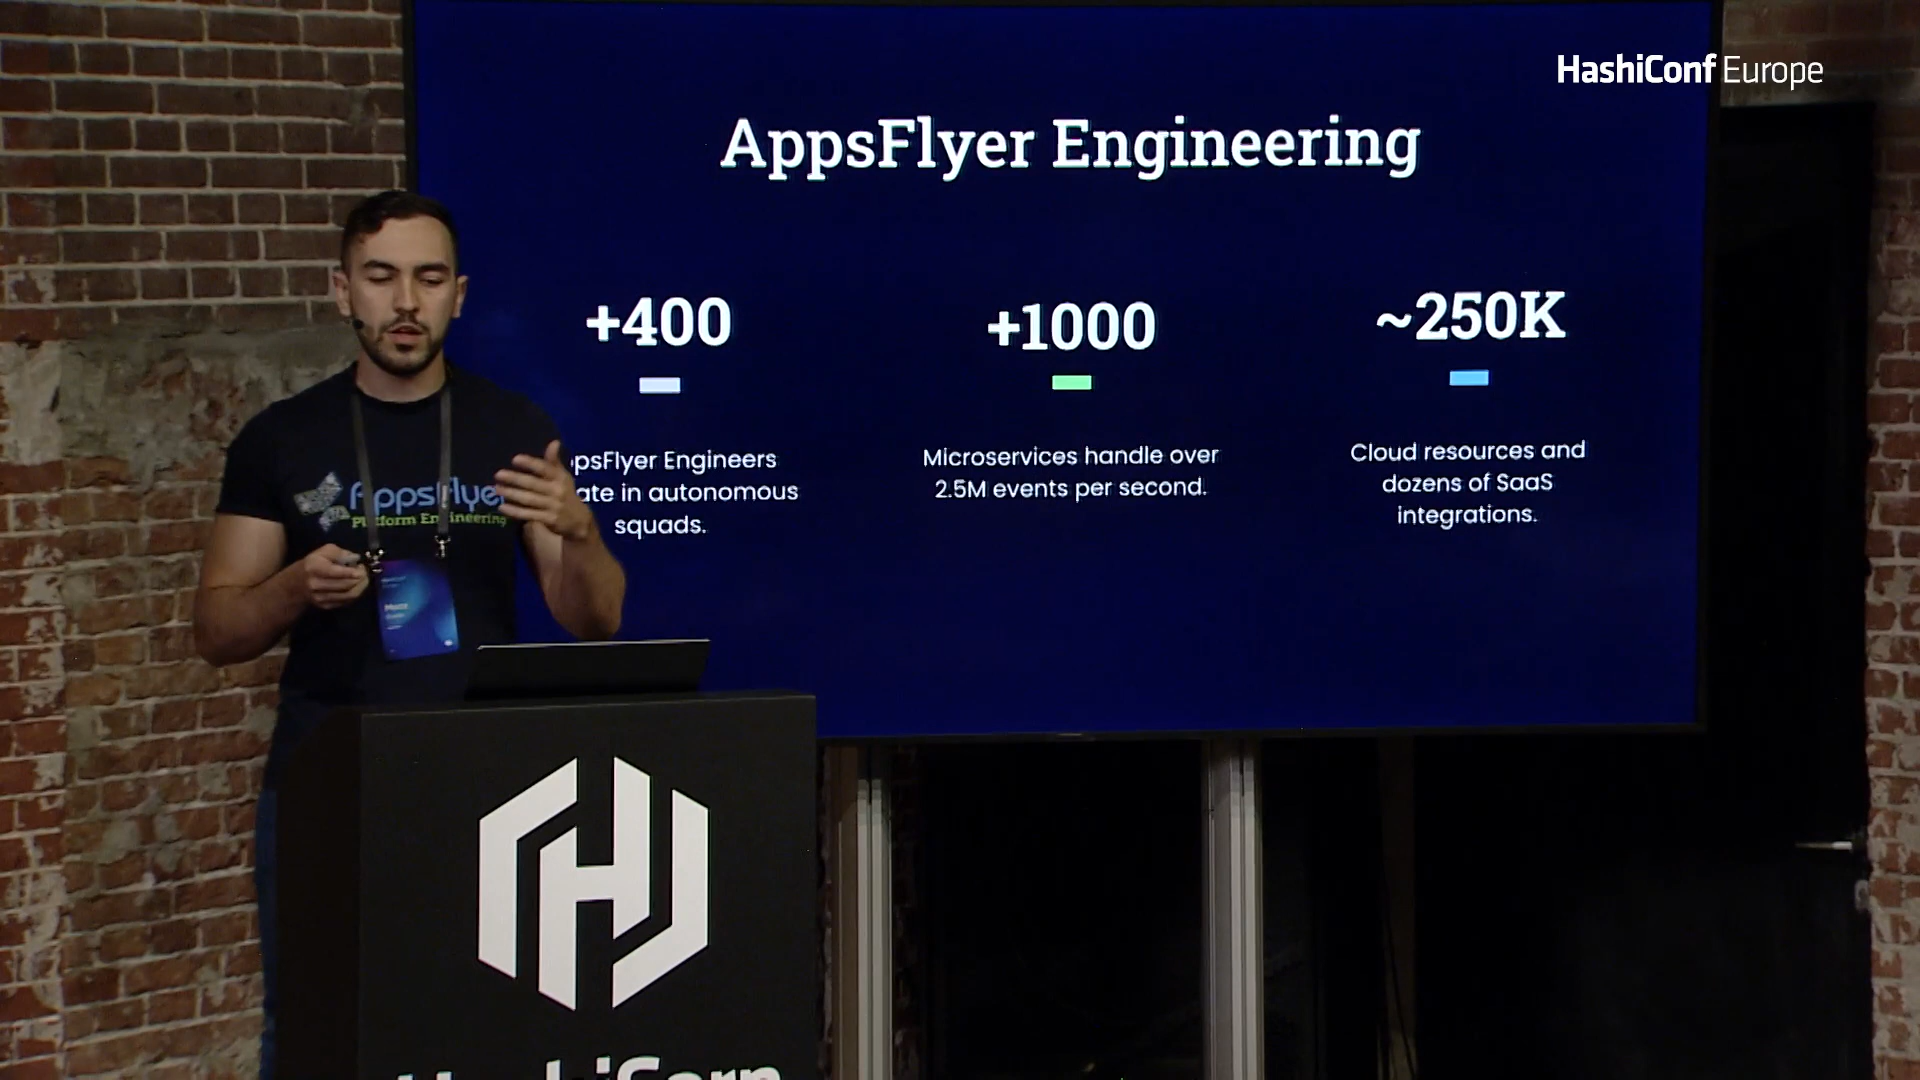 HashiConf Europe
AppsFlyer Engineering
+400
+1000
~250K
psFlyer Engineers
ate in autonomous
squads.
Microservices handle over
2.5M events per second.
Cloud resources and
dozens of SaaS
integrations.
AppsFlyer
Platform Engineering
HashiCorp